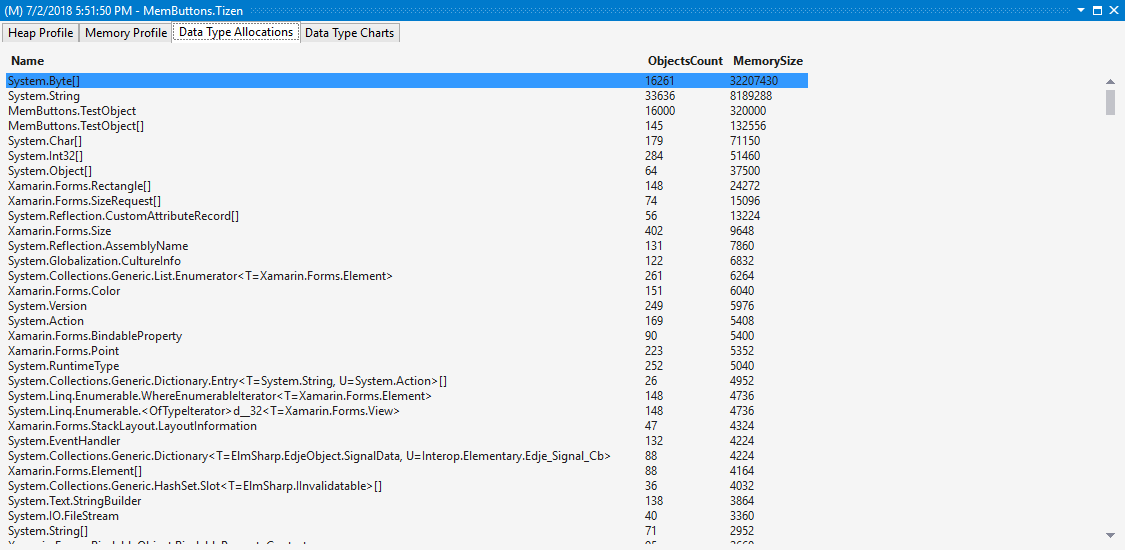 (M) 7/2/2018 5:51:50 PM - MemButtons.Tizen
Heap Profile Memory Profile Data Type Allocations Data Type Charts
Name ObjectsCount MemorySize
System.Byte[] 16261 32207430
System.String 33636 8189288
MemButtons.TestObject 16000 320000
MemButtons.TestObject[] 145 132556
System.Char[] 179 71150
System.Int32[] 284 51460
System.Object[] 64 37500
Xamarin.Forms.Rectangle[] 148 24272
Xamarin.Forms.SizeRequest[] 74 15096
System.Reflection.CustomAttributeRecord[] 56 13224
Xamarin.Forms.Size 402 9648
System.Reflection.AssemblyName 131 7860
System.Globalization.CultureInfo 122 6832
System.Collections.Generic.List.Enumerator<T=Xamarin.Forms.Element> 261 6264
Xamarin.Forms.Color 151 6040
System.Version 249 5976
System.Action 169 5408
Xamarin.Forms.BindableProperty 90 5400
Xamarin.Forms.Point 223 5352
System.RuntimeType 252 5040
System.Collections.Generic.Dictionary.Entry<T=System.String, U=System.Action>[] 26 4952
System.Linq.Enumerable.WhereEnumerableIterator<T=Xamarin.Forms.Element> 148 4736
System.Linq.Enumerable.<OfTypeIterator>d__32<T=Xamarin.Forms.View> 148 4736
Xamarin.Forms.StackLayout.LayoutInformation 47 4324
System.EventHandler 132 4224
System.Collections.Generic.Dictionary<T=ElmSharp.EdjeObject.SignalData, U=Interop.Elementary.Edje_Signal_Cb> 88 4224
Xamarin.Forms.Element[] 88 4164
System.Collections.Generic.HashSet.Slot<T=ElmSharp.IInvalidatable>[] 36 4032
System.Text.StringBuilder 138 3864
System.IO.FileStream 40 3360
System.String[] 71 2952